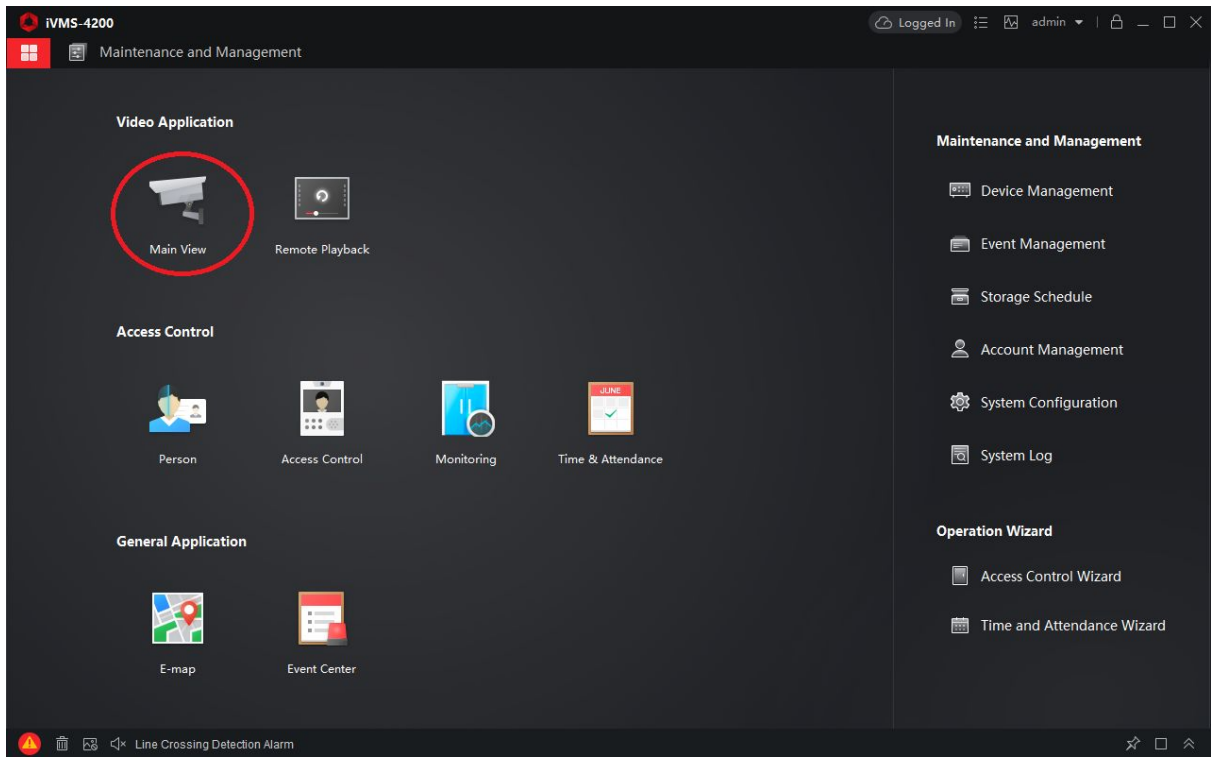 iVMS-4200
Logged In
admin
Maintenance and Management
Video Application
Main View
Remote Playback
Access Control
Person
Access Control
Monitoring
JUNE
Time & Attendance
General Application
E-map
Event Center
Maintenance and Management
Device Management
Event Management
Storage Schedule
Account Management
System Configuration
System Log
Operation Wizard
Access Control Wizard
Time and Attendance Wizard
Line Crossing Detection Alarm